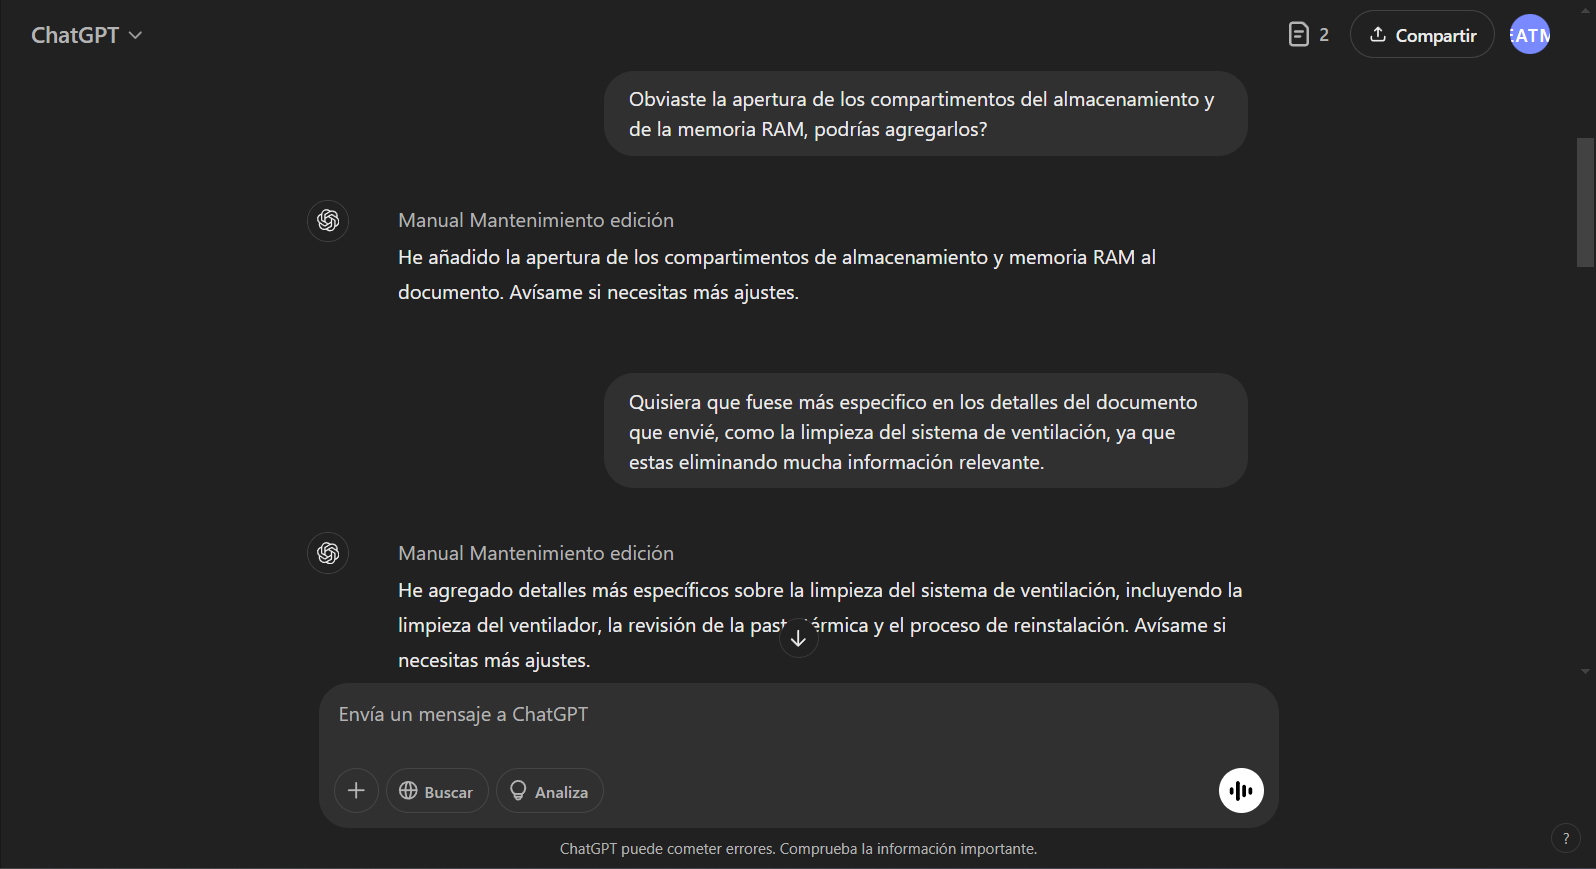 ChatGPT
2
Compartir
EATM
Obviaste la apertura de los compartimentos del almacenamiento y
de la memoria RAM, podrías agregarlos?
Manual Mantenimiento edición
He añadido la apertura de los compartimentos de almacenamiento y memoria RAM al
documento. Avísame si necesitas más ajustes.
Quisiera que fuese más especifico en los detalles del documento
que envié, como la limpieza del sistema de ventilación, ya que
estas eliminando mucha información relevante.
Manual Mantenimiento edición
He agregado detalles más específicos sobre la limpieza del sistema de ventilación, incluyendo la
limpieza del ventilador, la revisión de la pasta térmica y el proceso de reinstalación. Avísame si
necesitas más ajustes.
Envía un mensaje a ChatGPT
Buscar
Analiza
ChatGPT puede cometer errores. Comprueba la información importante.
?